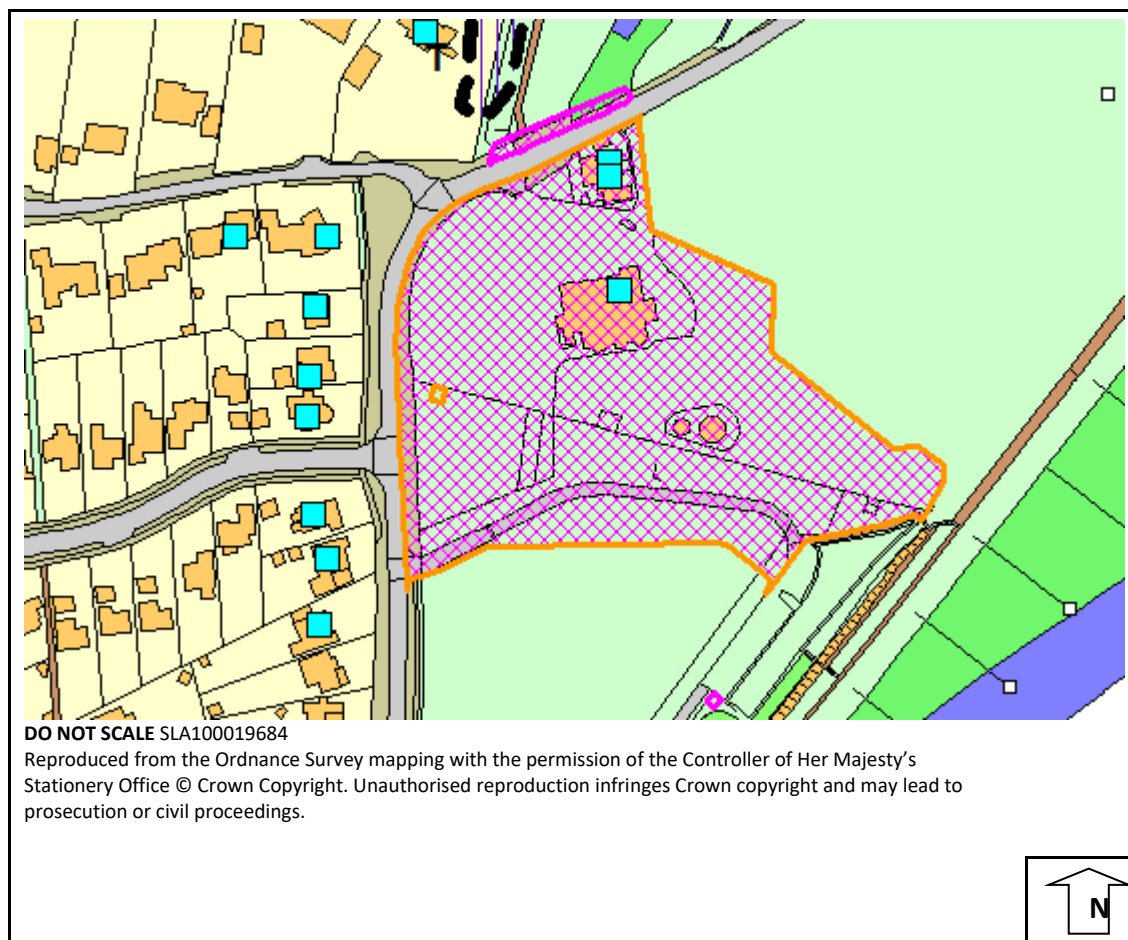 DO NOT SCALE SLA100019684
Reproduced from the Ordnance Survey mapping with the permission of the Controller of Her Majesty’s
Stationery Office © Crown Copyright. Unauthorised reproduction infringes Crown copyright and may lead to
prosecution or civil proceedings.
N